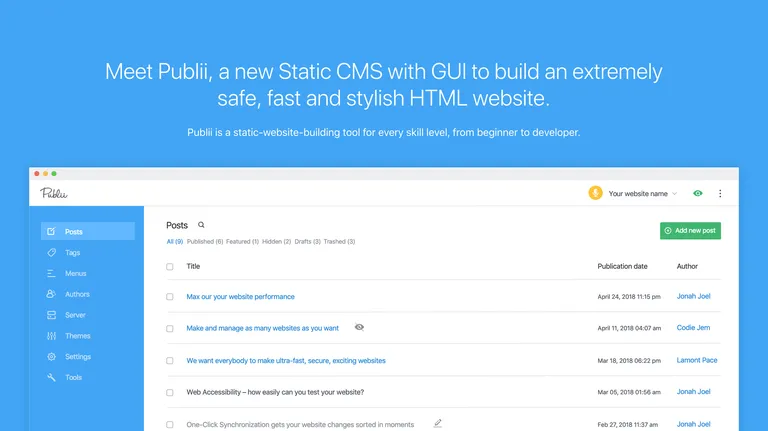 Meet Publii, a new Static CMS with GUI to build an extremely
safe, fast and stylish HTML website.
Publii is a static-website-building tool for every skill level, from beginner to developer.
Publii
Your website name
Posts
Tags
Menus
Authors
Server
Themes
Settings
Tools
Posts
Add new post
All (9) Published (6) Featured (1) Hidden (2) Drafts (3) Trashed (3)
Title Publication date Author
Max our your website performance April 24, 2018 11:15 pm Jonah Joel
Make and manage as many websites as you want April 11, 2018 04:07 am Codie Jem
We want everybody to make ultra-fast, secure, exciting websites Mar 18, 2018 06:22 pm Lamont Pace
Web Accessibility – how easily can you test your website? Mar 05, 2018 01:56 am Jonah Joel
One-Click Synchronization gets your website changes sorted in moments Feb 27, 2018 11:37 am Jonah Joel